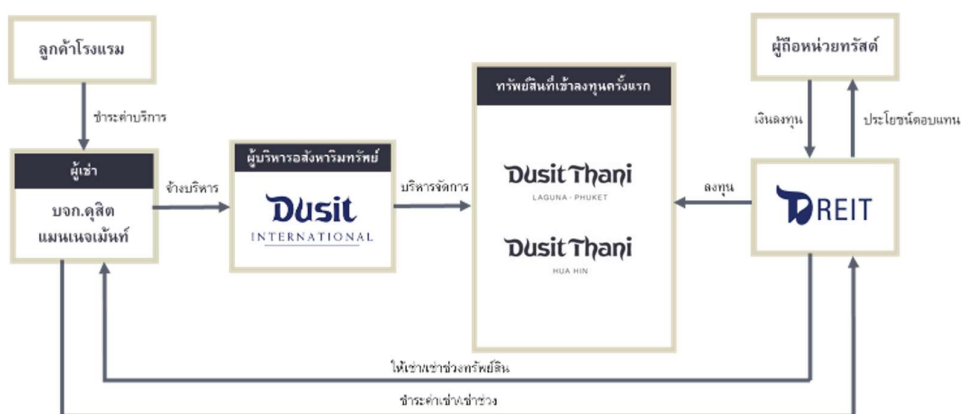 ลูกค้าโรงแรม
ผู้ถือหน่วยทรัสต์
ชำระค่าบริการ
ทรัพย์สินที่เข้าลงทุนครั้งแรก
เงินลงทุน
ประโยชน์ตอบแทน
ผู้เช่า
บจก.ดุสิต
แมนเนจเม้นท์
จ้างบริหาร
ผู้บริหารอสังหาริมทรัพย์
Dusit
INTERNATIONAL
บริหารจัดการ
Dusit Thani
LAGUNA · PHUKET
Dusit Thani
HUA HIN
ลงทุน
DREIT
ให้เช่า/เช่าช่วงทรัพย์สิน
ชำระค่าเช่า/เช่าช่วง